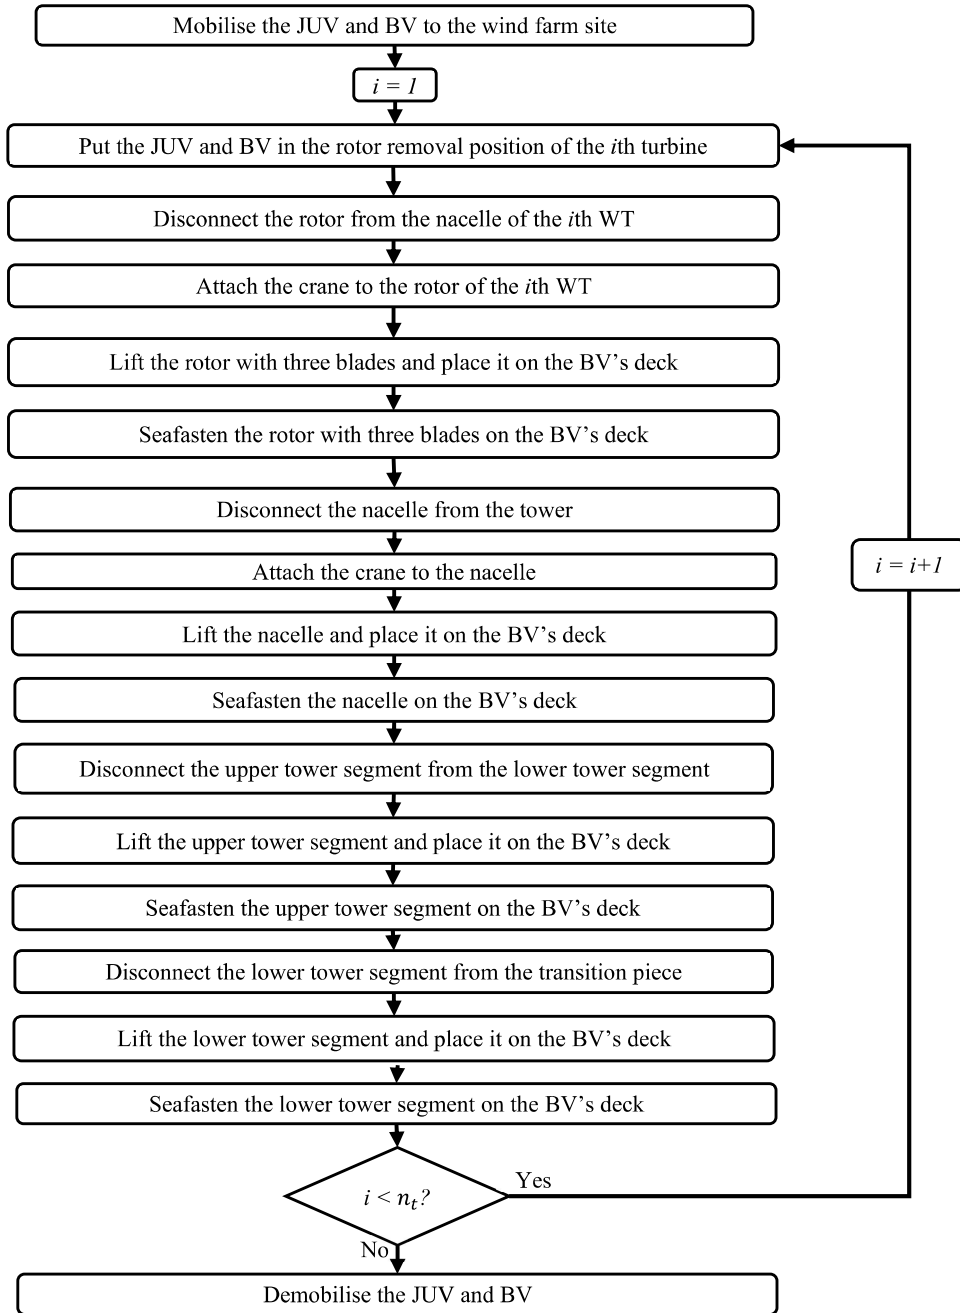 Mobilise the JUV and BV to the wind farm site
i = 1
Put the JUV and BV in the rotor removal position of the ith turbine
Disconnect the rotor from the nacelle of the ith WT
Attach the crane to the rotor of the ith WT
Lift the rotor with three blades and place it on the BV’s deck
Seafasten the rotor with three blades on the BV’s deck
Disconnect the nacelle from the tower
Attach the crane to the nacelle
i = i+1
Lift the nacelle and place it on the BV’s deck
Seafasten the nacelle on the BV’s deck
Disconnect the upper tower segment from the lower tower segment
Lift the upper tower segment and place it on the BV’s deck
Seafasten the upper tower segment on the BV’s deck
Disconnect the lower tower segment from the transition piece
Lift the lower tower segment and place it on the BV’s deck
Seafasten the lower tower segment on the BV’s deck
i < nₜ?
Yes
No
Demobilise the JUV and BV